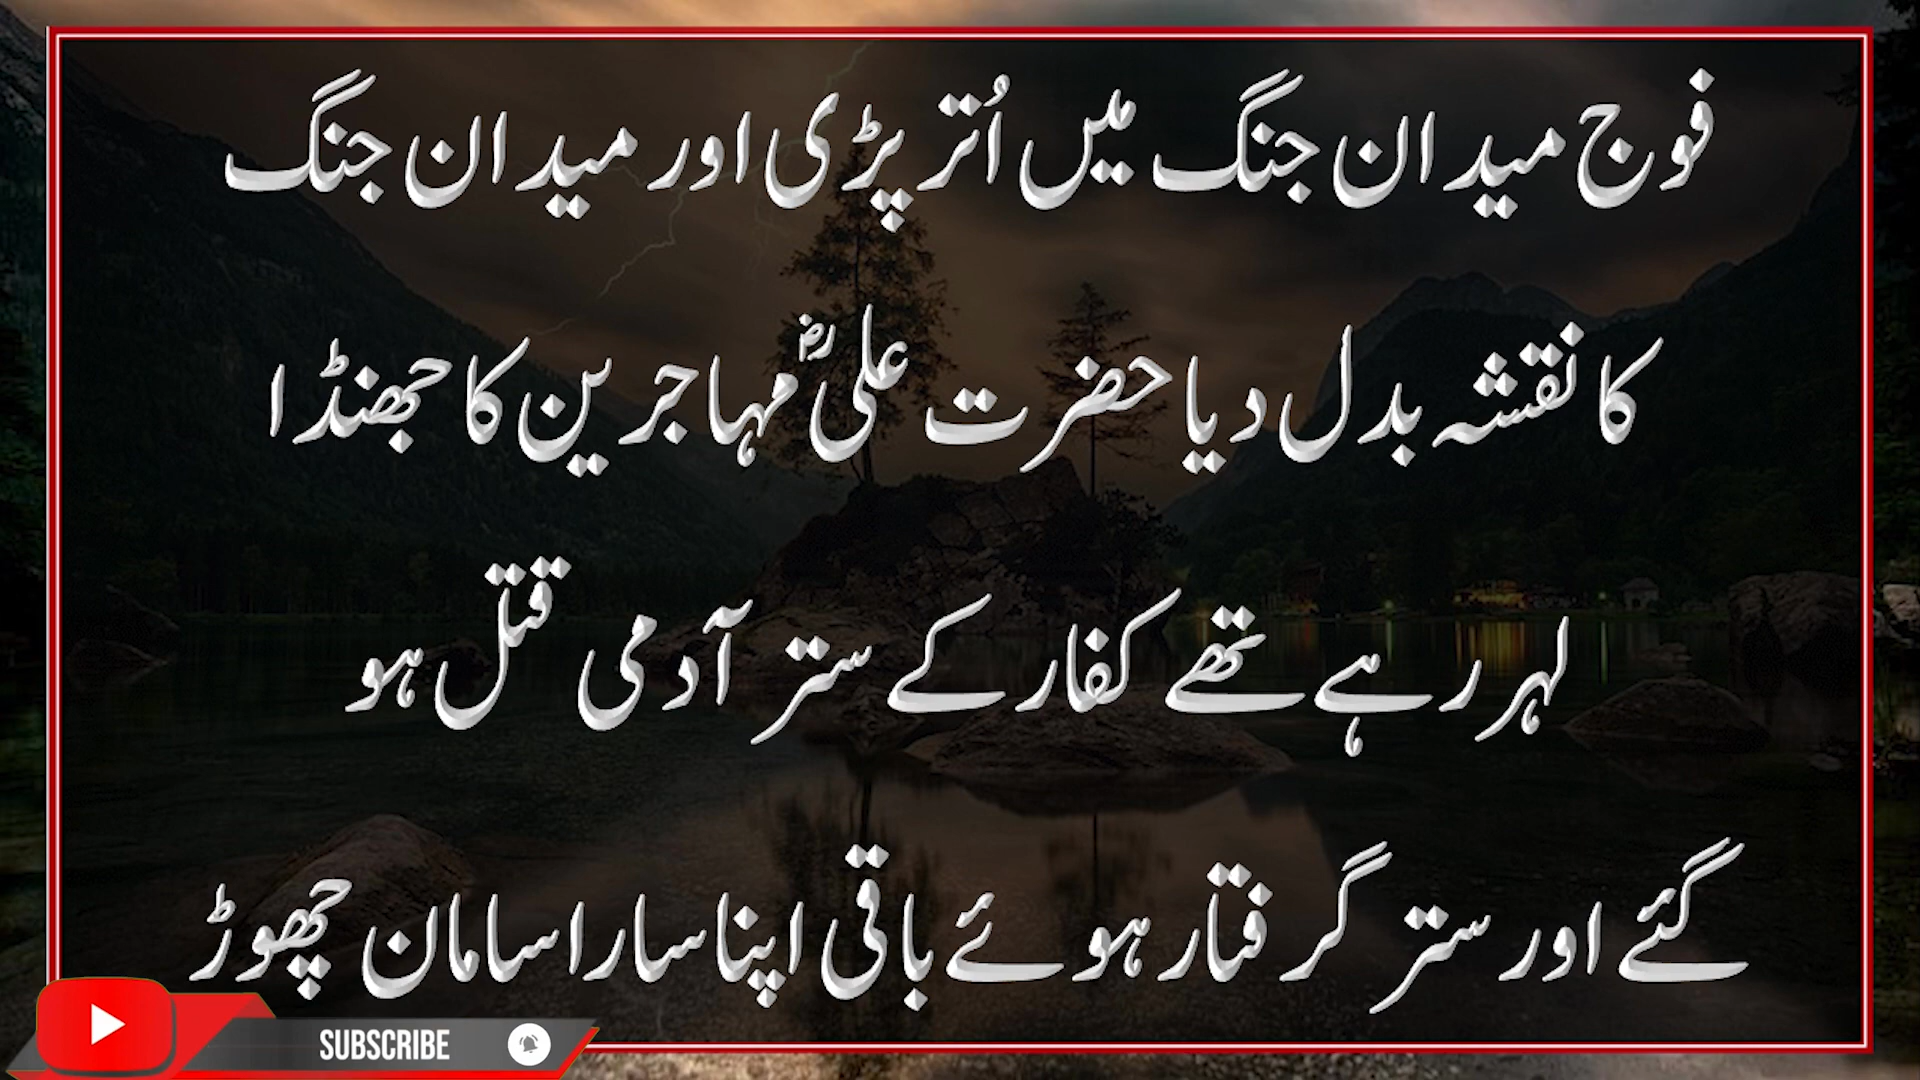 فوج میدان جنگ میں اُتر پڑی اور میدان جنگ
کا نقشہ بدل دیا حضرت علیؓ مہاجرین کا جھنڈا
لہر رہے تھے کفار کے ستر آدمی قتل ہو
گئے اور ستر گرفتار ہوئے باقی اپنا سارا سامان چھوڑ
SUBSCRIBE